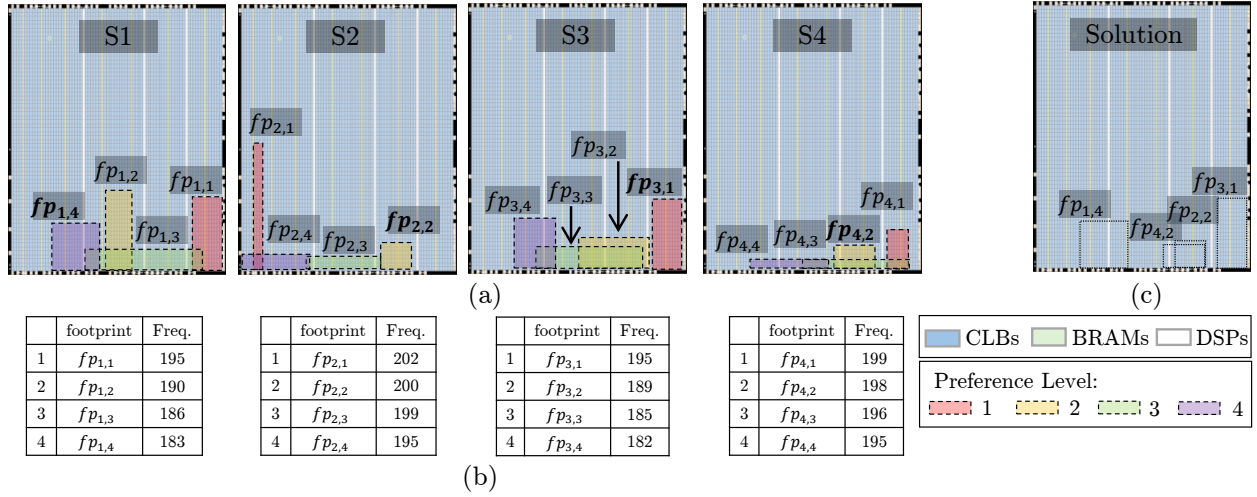 S1
fp1,2
fp1,1
fp1,4
fp1,3
S2
fp2,1
fp2,2
fp2,4
fp2,3
S3
fp3,2
fp3,3
fp3,1
fp3,4
S4
fp4,1
fp4,4
fp4,3
fp4,2
Solution
fp3,1
fp1,4
fp2,2
fp4,2
(a)
(c)
footprint Freq.
1 fp1,1 195
2 fp1,2 190
3 fp1,3 186
4 fp1,4 183
footprint Freq.
1 fp2,1 202
2 fp2,2 200
3 fp2,3 199
4 fp2,4 195
footprint Freq.
1 fp3,1 195
2 fp3,2 189
3 fp3,3 185
4 fp3,4 182
footprint Freq.
1 fp4,1 199
2 fp4,2 198
3 fp4,3 196
4 fp4,4 195
CLBs BRAMs DSPs
Preference Level:
1 2 3 4
(b)